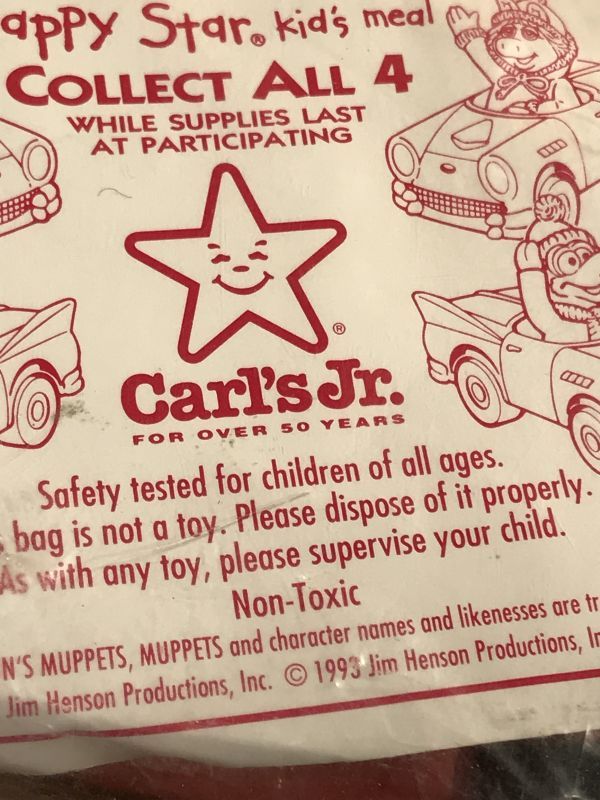 appy Star® kid's meal
COLLECT ALL 4
WHILE SUPPLIES LAST
AT PARTICIPATING
®
Carl's Jr.
FOR OVER 50 YEARS
Safety tested for children of all ages.
bag is not a toy. Please dispose of it properly.
As with any toy, please supervise your child.
Non-Toxic
N'S MUPPETS, MUPPETS and character names and likenesses are tr
Jim Henson Productions, Inc. © 1993 Jim Henson Productions, In